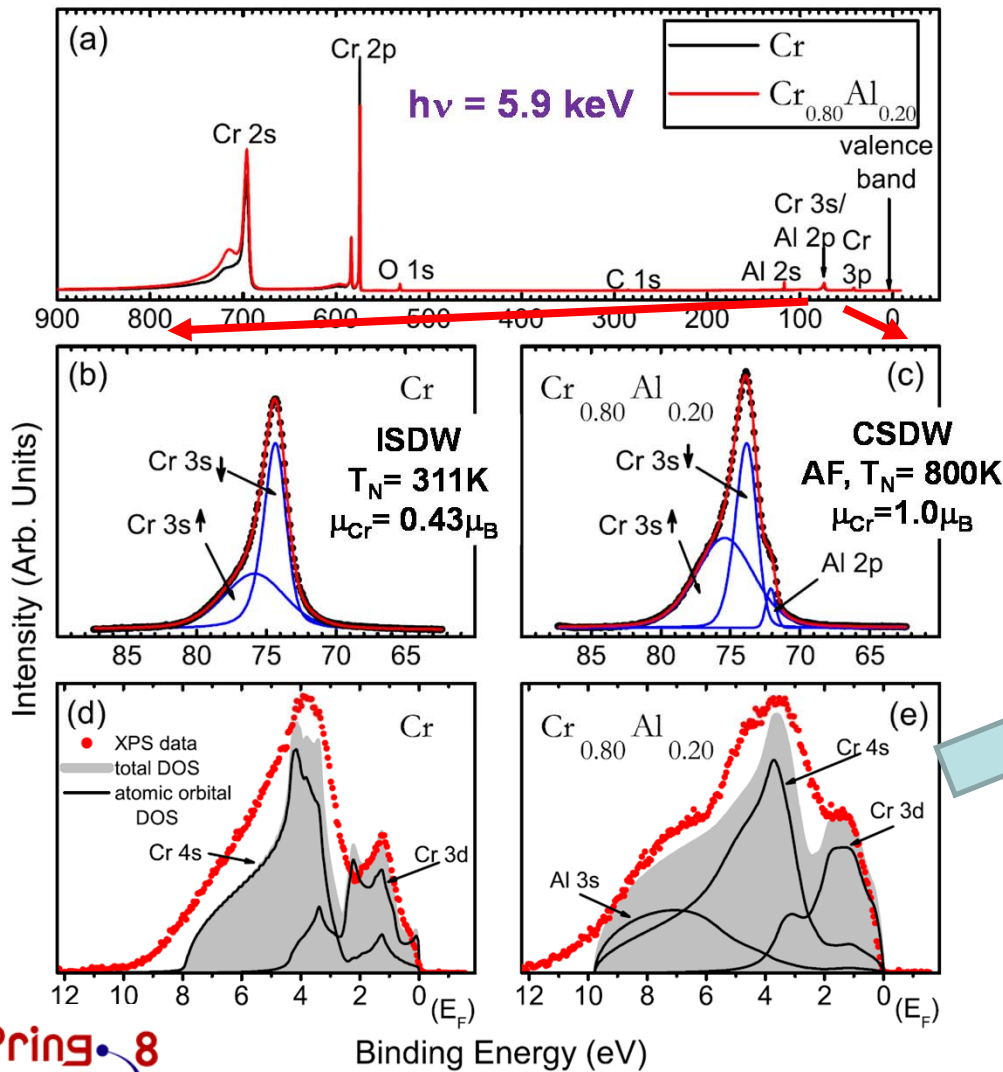 (a)
Cr 2p
Cr
hν = 5.9 keV
Cr0.80Al0.20
Cr 2s
valence
band
Cr 3s/
Al 2p
Cr
3p
O 1s
C 1s
Al 2s
900 800 700 600 500 400 300 200 100 0
(b)
Cr
ISDW
TN= 311K
μCr= 0.43μB
Cr 3s↓
Cr 3s↑
85 80 75 70 65
(c)
Cr0.80Al0.20
CSDW
AF, TN= 800K
μCr=1.0μB
Cr 3s↓
Cr 3s↑
Al 2p
85 80 75 70 65
Intensity (Arb. Units)
(d)
Cr
XPS data
total DOS
atomic orbital
DOS
Cr 4s
Cr 3d
12 10 8 6 4 2 0
(EF)
(e)
Cr0.80Al0.20
Cr 4s
Cr 3d
Al 3s
12 10 8 6 4 2 0
(EF)
Binding Energy (eV)
Pring 8